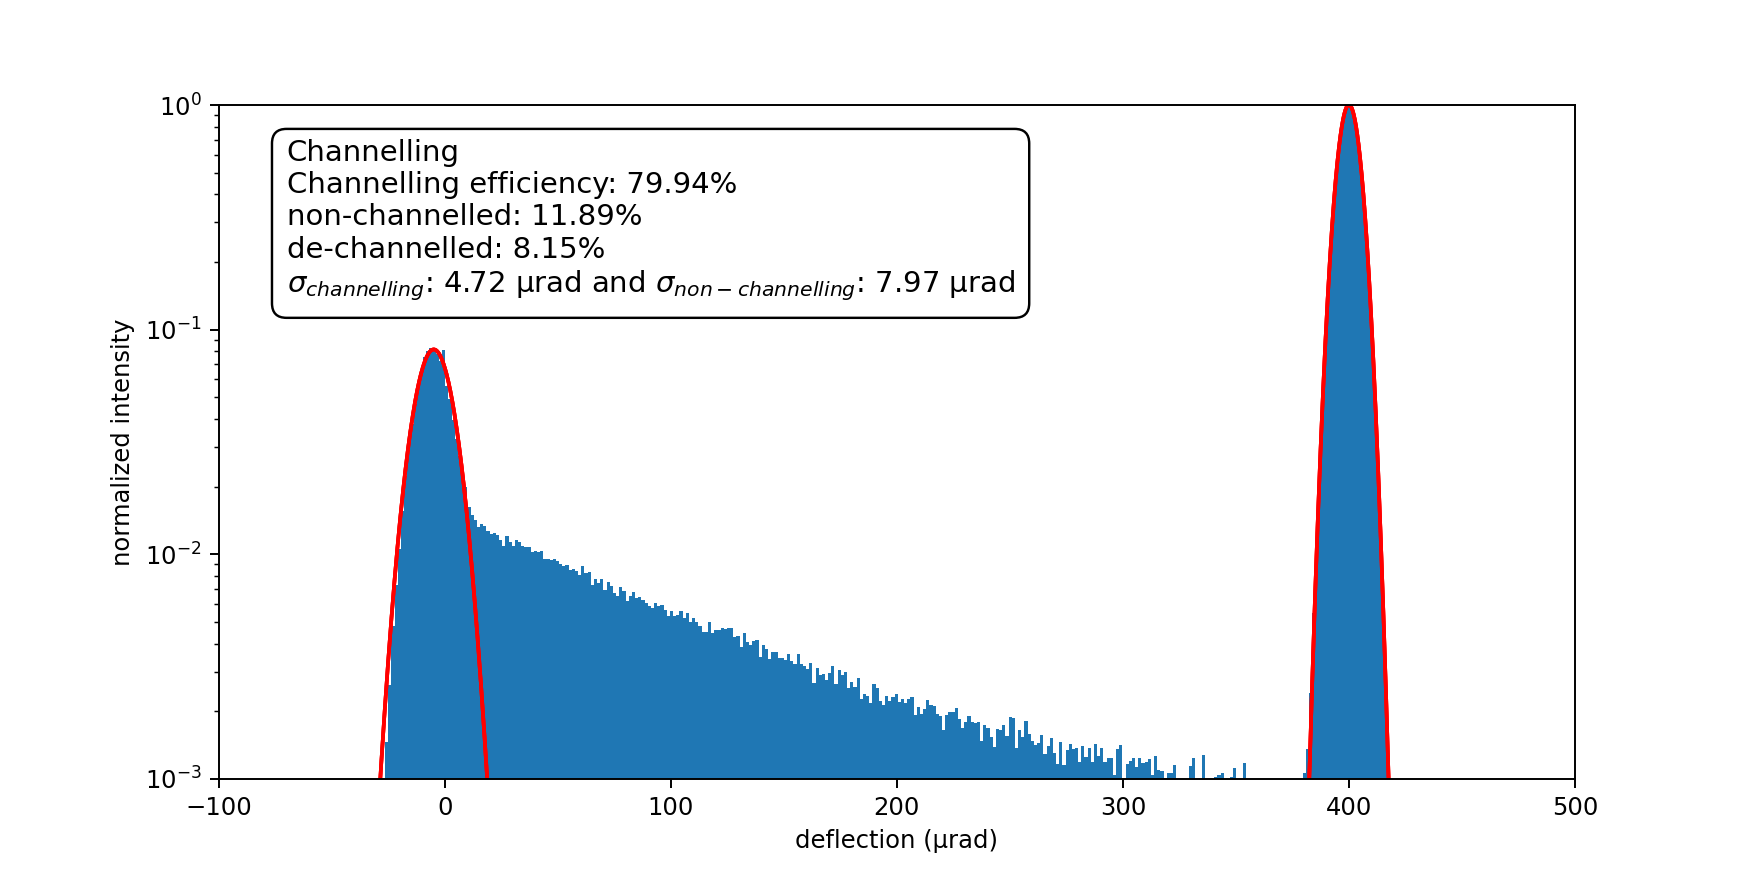 Channelling
Channelling efficiency: 79.94%
non-channelled: 11.89%
de-channelled: 8.15%
σchannelling: 4.72 μrad and σnon−channelling: 7.97 μrad
normalized intensity
10⁰
10⁻¹
10⁻²
10⁻³
−100 0 100 200 300 400 500
deflection (μrad)